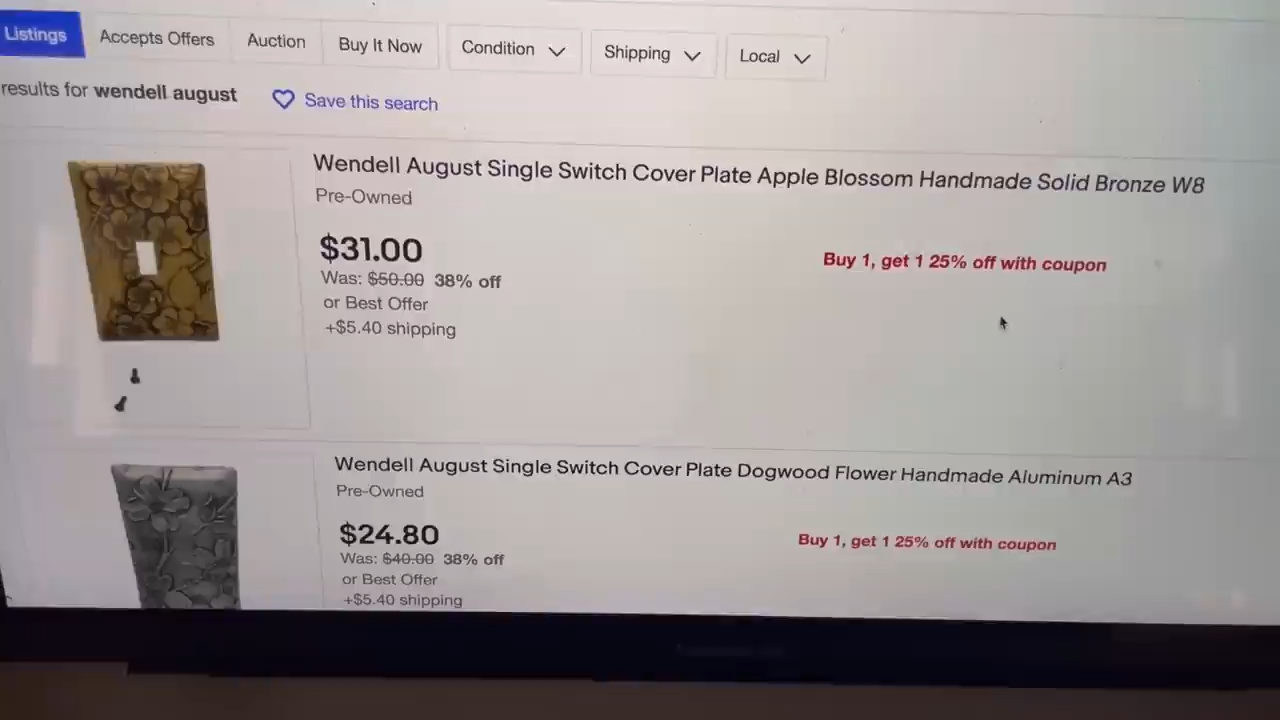 Listings Accepts Offers Auction Buy It Now Condition Shipping Local
results for wendell august Save this search
Wendell August Single Switch Cover Plate Apple Blossom Handmade Solid Bronze W8
Pre-Owned
$31.00
Buy 1, get 1 25% off with coupon
Was: $50.00 38% off
or Best Offer
+$5.40 shipping
Wendell August Single Switch Cover Plate Dogwood Flower Handmade Aluminum A3
Pre-Owned
$24.80
Buy 1, get 1 25% off with coupon
Was: $40.00 38% off
or Best Offer
+$5.40 shipping